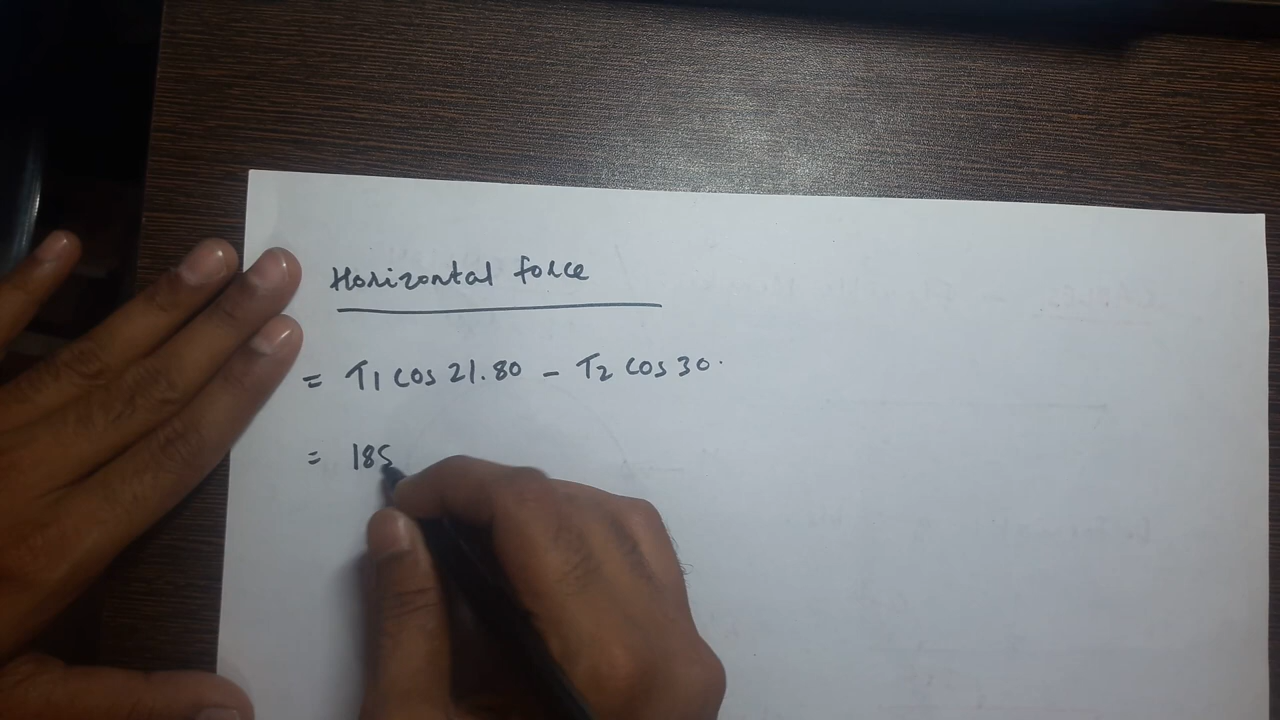 Horizontal force
= T1 cos 21.80 - T2 cos 30.
= 185